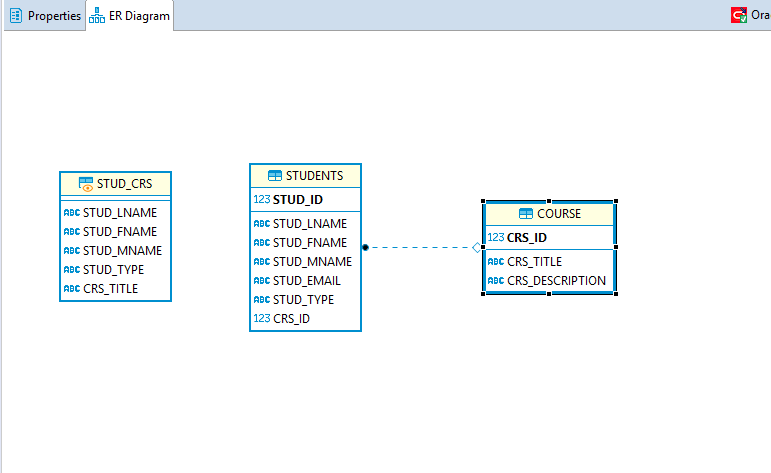 Properties
ER Diagram
Ora
STUD_CRS
ABC STUD_LNAME
ABC STUD_FNAME
ABC STUD_MNAME
ABC STUD_TYPE
ABC CRS_TITLE
STUDENTS
123 STUD_ID
ABC STUD_LNAME
ABC STUD_FNAME
ABC STUD_MNAME
ABC STUD_EMAIL
ABC STUD_TYPE
123 CRS_ID
COURSE
123 CRS_ID
ABC CRS_TITLE
ABC CRS_DESCRIPTION